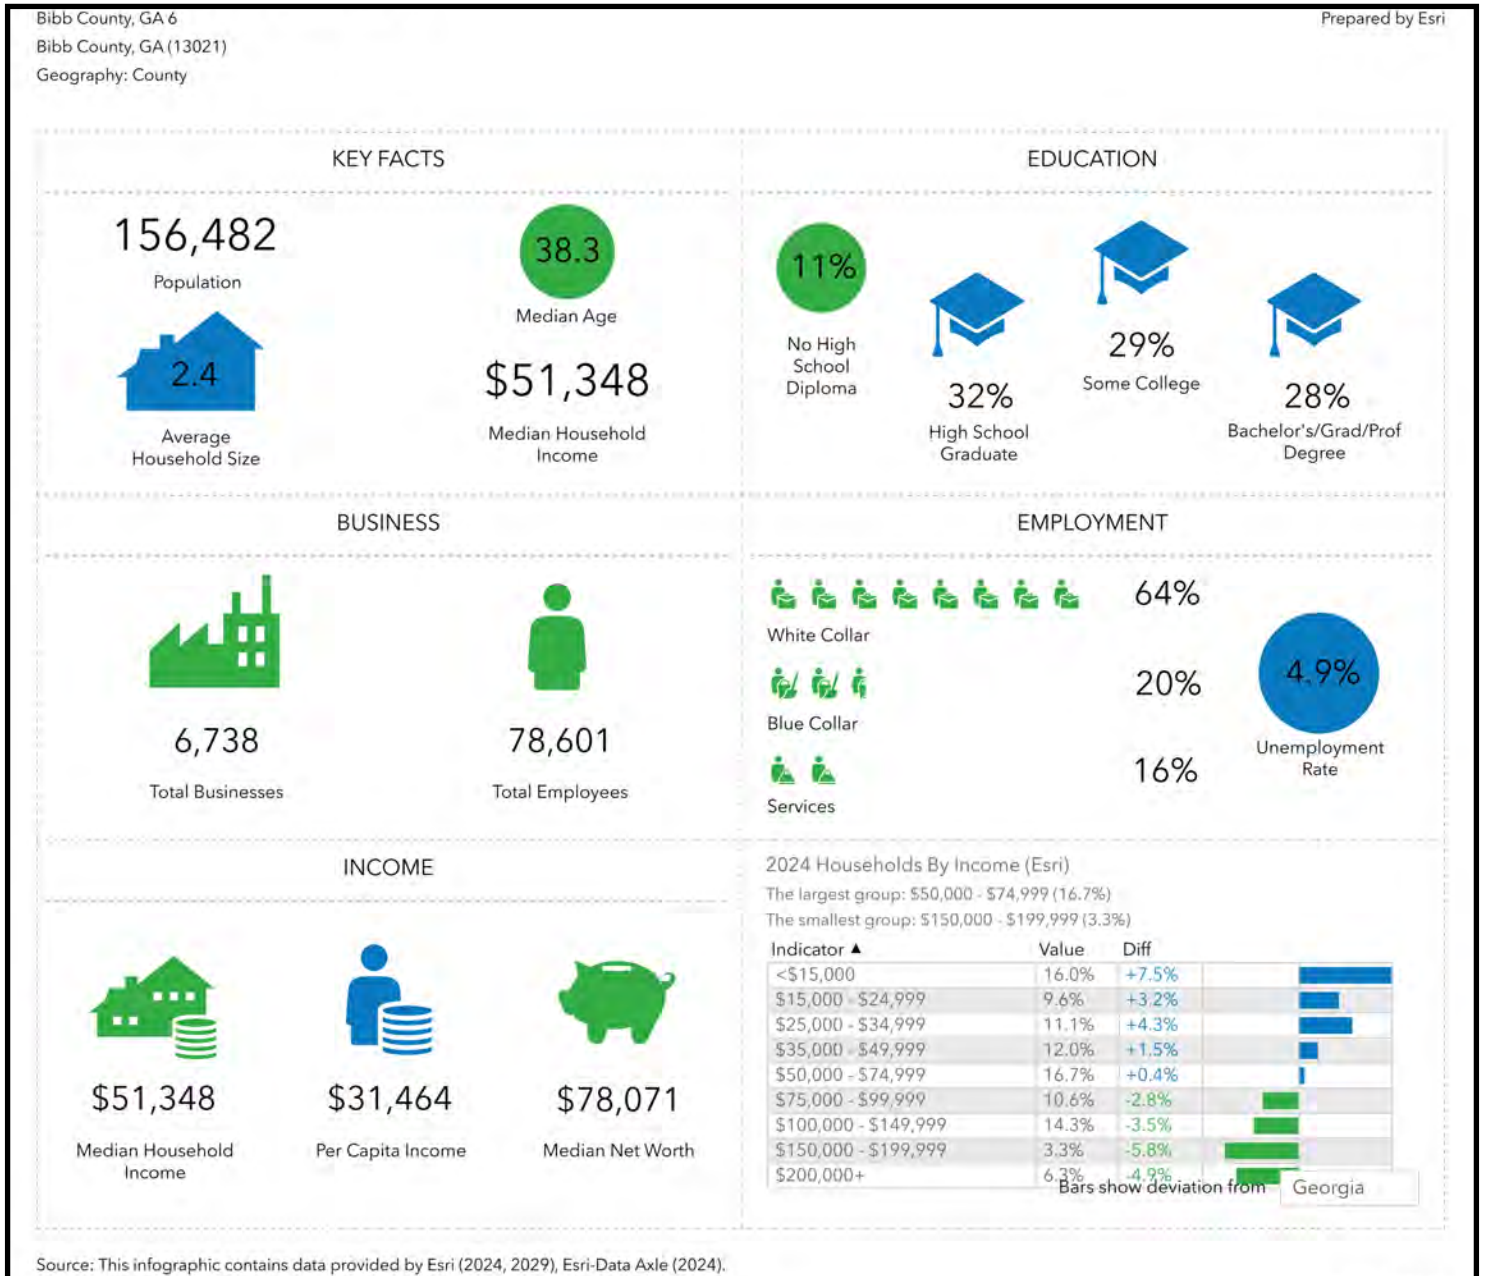 Bibb County, GA 6
Prepared by Esri
Bibb County, GA (13021)
Geography: County
KEY FACTS
156,482
Population
38.3
Median Age
2.4
Average
Household Size
$51,348
Median Household
Income
EDUCATION
11%
No High
School
Diploma
32%
High School
Graduate
29%
Some College
28%
Bachelor's/Grad/Prof
Degree
BUSINESS
6,738
Total Businesses
78,601
Total Employees
EMPLOYMENT
64%
White Collar
20%
Blue Collar
16%
Services
4.9%
Unemployment
Rate
INCOME
$51,348
Median Household
Income
$31,464
Per Capita Income
$78,071
Median Net Worth
2024 Households By Income (Esri)
The largest group: $50,000 - $74,999 (16.7%)
The smallest group: $150,000 - $199,999 (3.3%)
Indicator ▲ Value Diff
<$15,000 16.0% +7.5%
$15,000 - $24,999 9.6% +3.2%
$25,000 - $34,999 11.1% +4.3%
$35,000 - $49,999 12.0% +1.5%
$50,000 - $74,999 16.7% +0.4%
$75,000 - $99,999 10.6% -2.8%
$100,000 - $149,999 14.3% -3.5%
$150,000 - $199,999 3.3% -5.8%
$200,000+ 6.3% -4.9%
Bars show deviation from Georgia
Source: This infographic contains data provided by Esri (2024, 2029), Esri-Data Axle (2024).